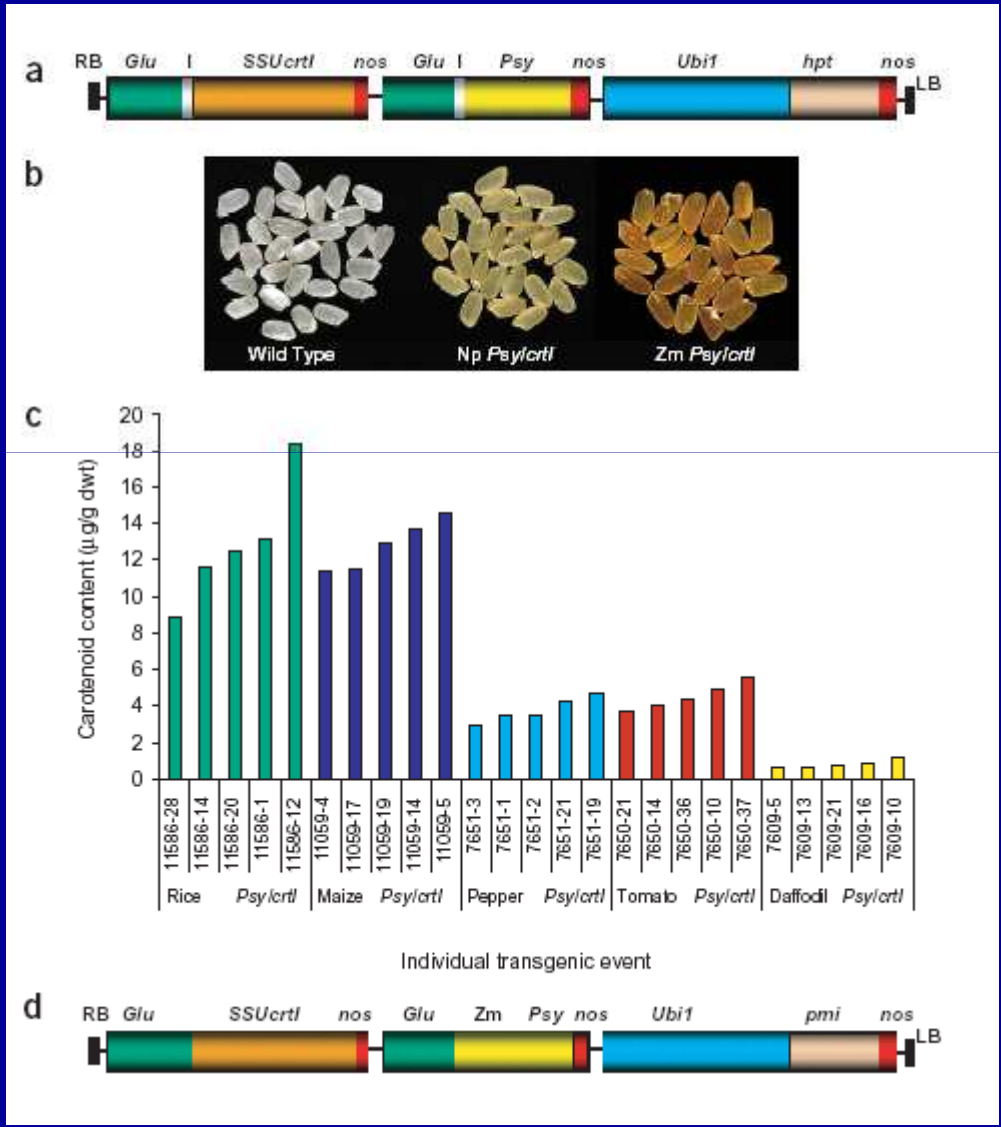 a
RB Glu I SSUcrtI nos Glu I Psy nos Ubi1 hpt nos LB
b
Wild Type Np Psy/crtI Zm Psy/crtI
c
Carotenoid content (µg/g dwt)
20
18
16
14
12
10
8
6
4
2
0
11586-28 11586-14 11586-20 11586-1 11586-12 11059-4 11059-17 11059-19 11059-14 11059-5 7651-3 7651-1 7651-2 7651-21 7651-19 7650-21 7650-14 7650-36 7650-10 7650-37 7609-5 7609-13 7609-21 7609-16 7609-10
Rice Psy/crtI Maize Psy/crtI Pepper Psy/crtI Tomato Psy/crtI Daffodil Psy/crtI
Individual transgenic event
d
RB Glu SSUcrtI nos Glu Zm Psy nos Ubi1 pmi nos LB